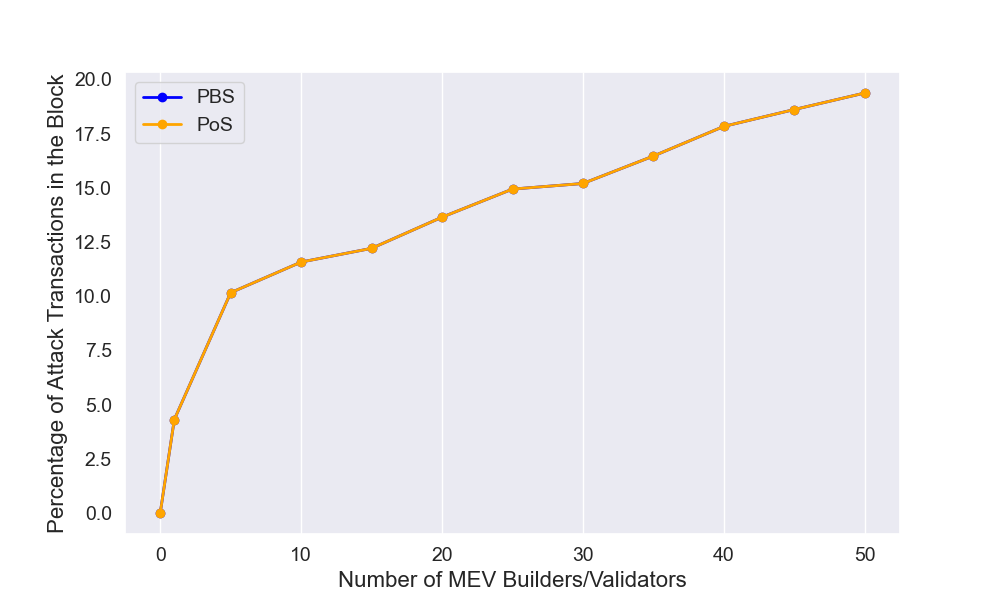 PBS
PoS
Percentage of Attack Transactions in the Block
20.0
17.5
15.0
12.5
10.0
7.5
5.0
2.5
0.0
0 10 20 30 40 50
Number of MEV Builders/Validators